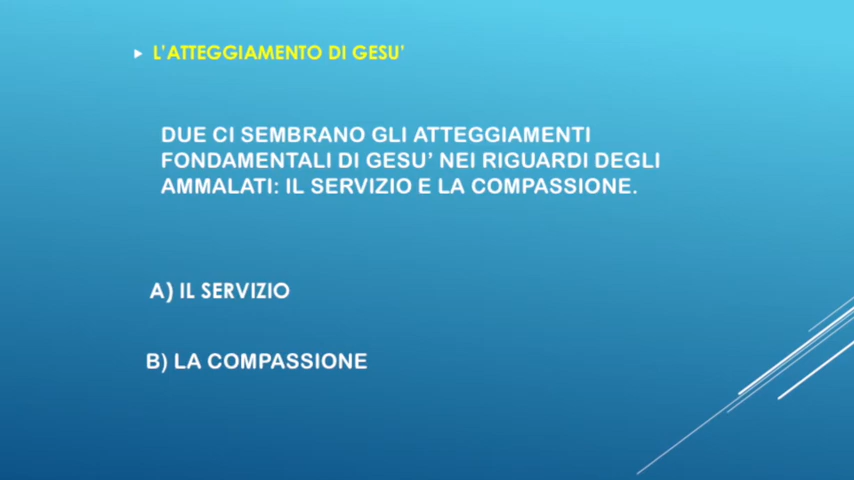 L'ATTEGGIAMENTO DI GESU'
DUE CI SEMBRANO GLI ATTEGGIAMENTI
FONDAMENTALI DI GESU' NEI RIGUARDI DEGLI
AMMALATI: IL SERVIZIO E LA COMPASSIONE.
A) IL SERVIZIO
B) LA COMPASSIONE